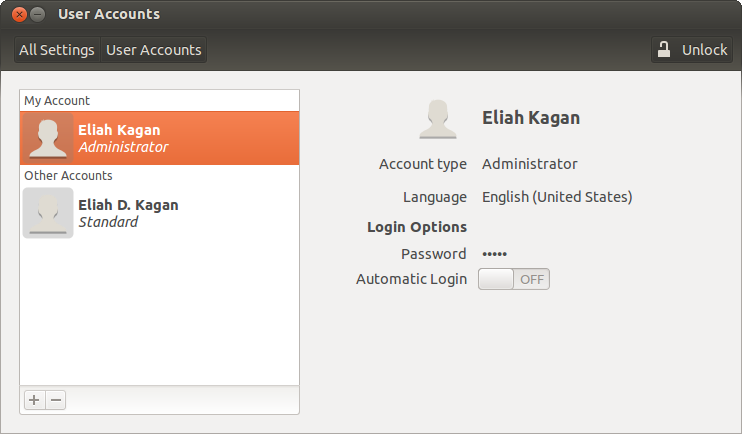 User Accounts
All Settings User Accounts Unlock
My Account
Eliah Kagan
Administrator
Other Accounts
Eliah D. Kagan
Standard
Eliah Kagan
Account type Administrator
Language English (United States)
Login Options
Password •••••
Automatic Login OFF